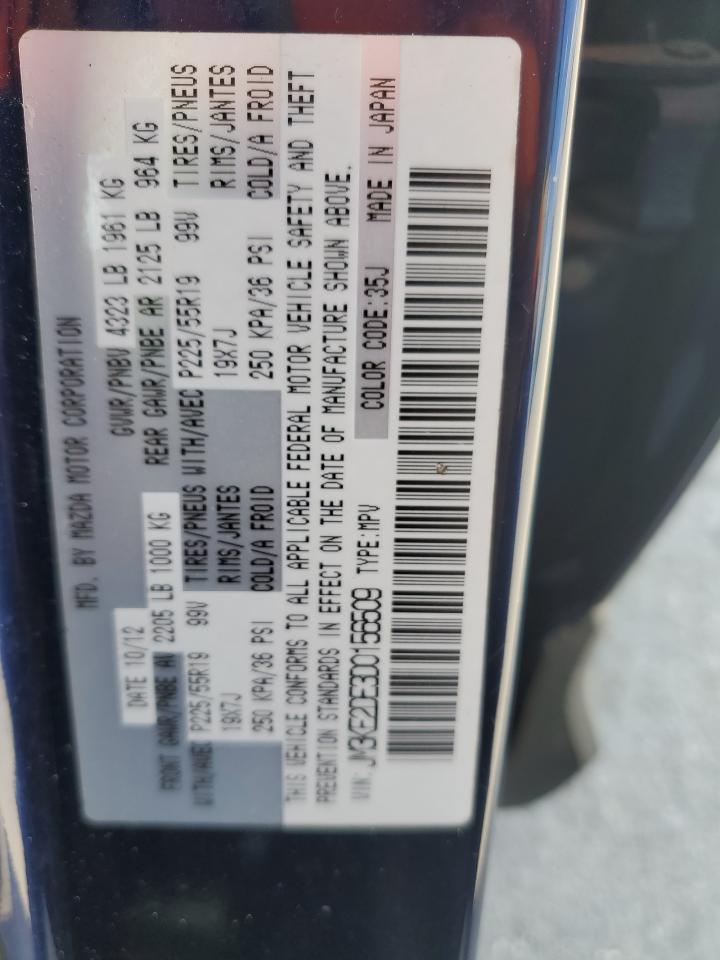 MFD. BY MAZDA MOTOR CORPORATION
DATE 10/12 GVWR/PNBV 4323 LB 1961 KG
FRONT GAWR/PNBE AV 2205 LB 1000 KG REAR GAWR/PNBE AR 2125 LB 964 KG
WITH/AVEC P225/55R19 99V TIRES/PNEUS WITH/AVEC P225/55R19 99V TIRES/PNEUS
19X7J RIMS/JANTES 19X7J RIMS/JANTES
250 KPA/36 PSI COLD/A FROID 250 KPA/36 PSI COLD/A FROID
THIS VEHICLE CONFORMS TO ALL APPLICABLE FEDERAL MOTOR VEHICLE SAFETY AND THEFT
PREVENTION STANDARDS IN EFFECT ON THE DATE OF MANUFACTURE SHOWN ABOVE.
VIN: JM3KE2DE3D0156509 TYPE:MPV COLOR CODE:35J MADE IN JAPAN